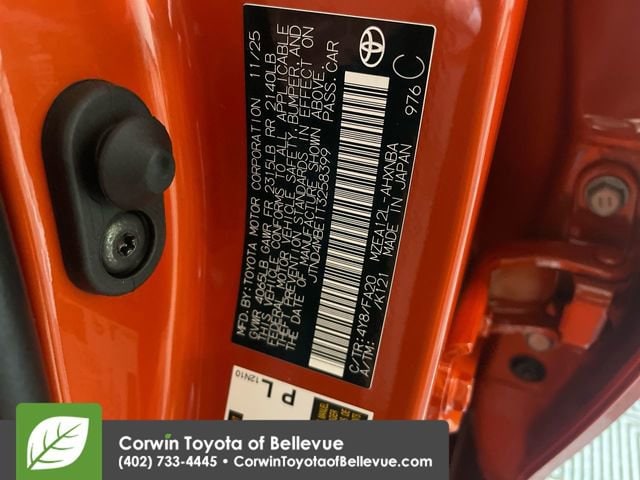 MFD.BY: TOYOTA MOTOR CORPORATION 11/25
GVWR 4065LB GAWR FR 2315LB RR 2140LB
THIS VEHICLE CONFORMS TO ALL APPLICABLE
FEDERAL MOTOR VEHICLE SAFETY, BUMPER, AND
THEFT PREVENTION STANDARDS IN EFFECT ON
THE DATE OF MANUFACTURE SHOWN ABOVE.
JTND4MBE1T3256399 PASS.CAR
C/TR: 4Y8/FA20 MZEA12L-AHXNBA
A/TM: /K121 MADE IN JAPAN
976 C
PL
12N10
Corwin Toyota of Bellevue
(402) 733-4445 • CorwinToyotaofBellevue.com